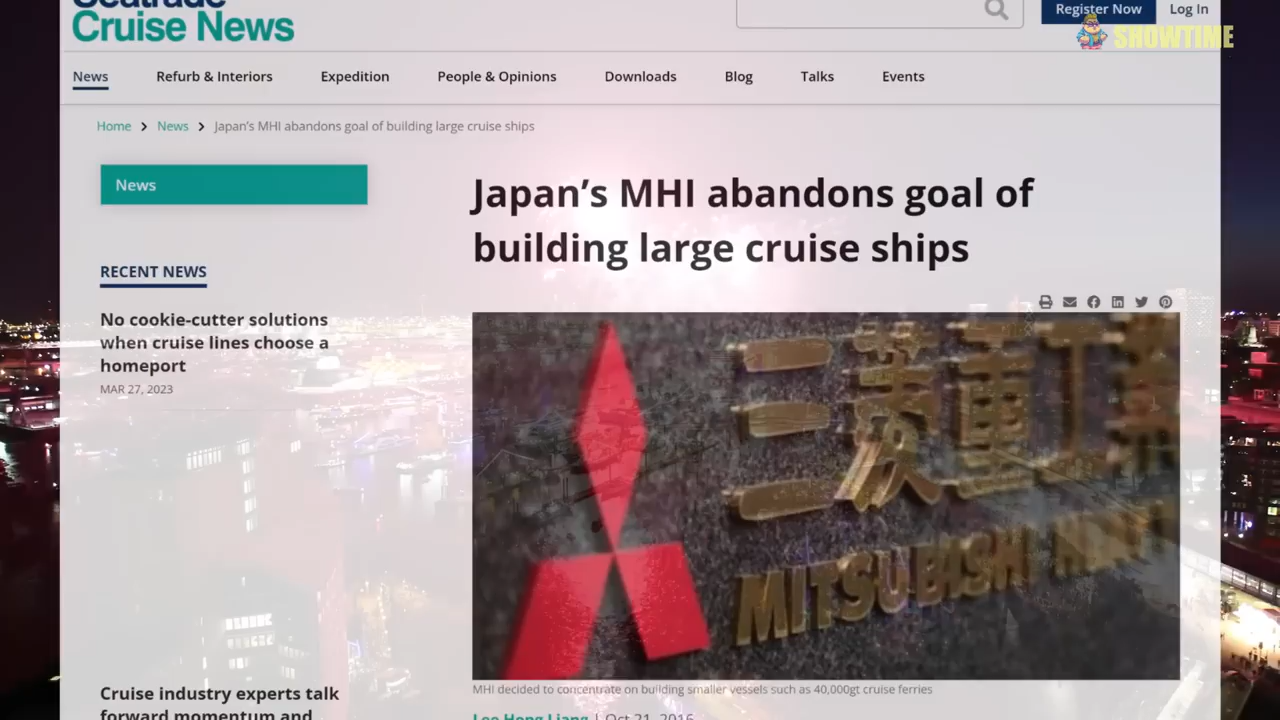 Seatrade
Cruise News
Register Now
Log In
SHOWTIME
News
Refurb & Interiors
Expedition
People & Opinions
Downloads
Blog
Talks
Events
Home
News
Japan's MHI abandons goal of building large cruise ships
News
Japan’s MHI abandons goal of
building large cruise ships
RECENT NEWS
No cookie-cutter solutions
when cruise lines choose a
homeport
MAR 27, 2023
三菱重工業
MITSUBISHI
MHI decided to concentrate on building smaller vessels such as 40,000gt cruise ferries
Cruise industry experts talk
forward momentum and
Lee Hong Liang | Oct 21, 2016